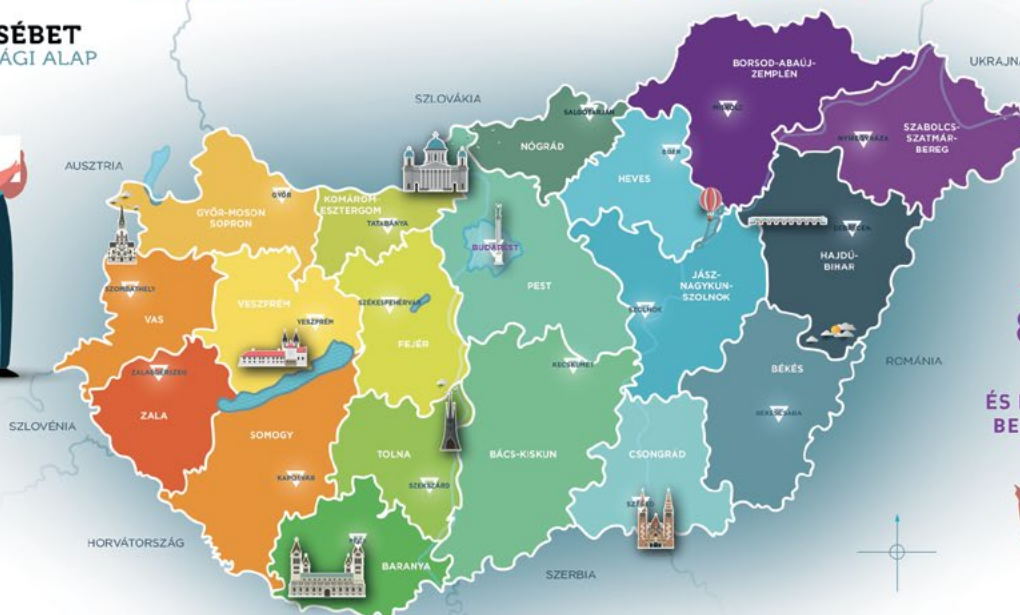 SÉBET
ÁGI ALAP
UKRAJNA
BORSOD-ABAÚJ-
ZEMPLÉN
SZLOVÁKIA
MISKOLC
SALGÓTARJÁN
SZABOLCS-
SZATMÁR-
BEREG
NYÍREGYHÁZA
NÓGRÁD
EGER
AUSZTRIA
HEVES
GYŐR
KOMÁROM-
ESZTERGOM
GYŐR-MOSON
SOPRON
TATABÁNYA
DEBRECEN
BUDAPEST
HAJDÚ-
BIHAR
JÁSZ-
NAGYKUN-
SZOLNOK
PEST
SZOMBATHELY
VESZPRÉM
SZÉKESFEHÉRVÁR
SZOLNOK
VAS
VESZPRÉM
FEJÉR
ROMÁNIA
KECSKEMÉT
BÉKÉS
ZALAEGERSZEG
ÉS
BE
ZALA
BÉKÉSCSABA
SZLOVÉNIA
SOMOGY
TOLNA
BÁCS-KISKUN
CSONGRÁD
KAPOSVÁR
SZEKSZÁRD
SZEGED
HORVÁTORSZÁG
BARANYA
SZERBIA